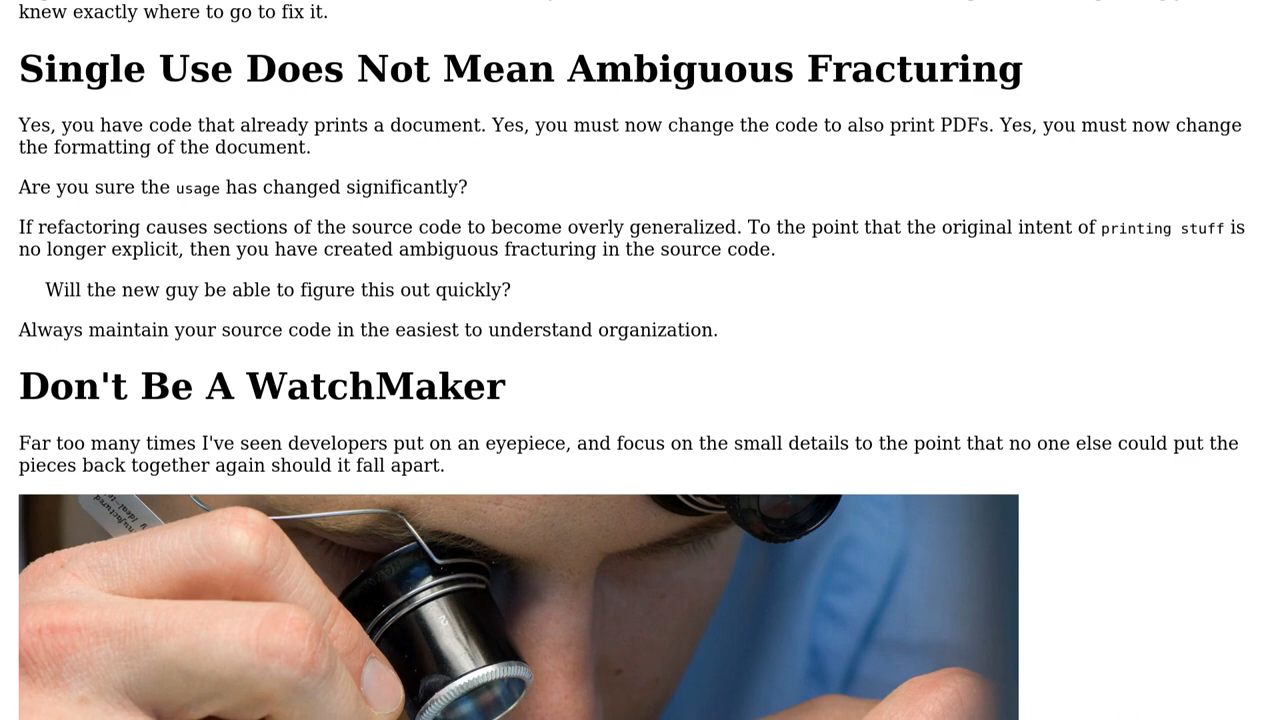 knew exactly where to go to fix it.
Single Use Does Not Mean Ambiguous Fracturing
Yes, you have code that already prints a document. Yes, you must now change the code to also print PDFs. Yes, you must now change
the formatting of the document.
Are you sure the usage has changed significantly?
If refactoring causes sections of the source code to become overly generalized. To the point that the original intent of printing stuff is
no longer explicit, then you have created ambiguous fracturing in the source code.
Will the new guy be able to figure this out quickly?
Always maintain your source code in the easiest to understand organization.
Don't Be A WatchMaker
Far too many times I've seen developers put on an eyepiece, and focus on the small details to the point that no one else could put the
pieces back together again should it fall apart.
2